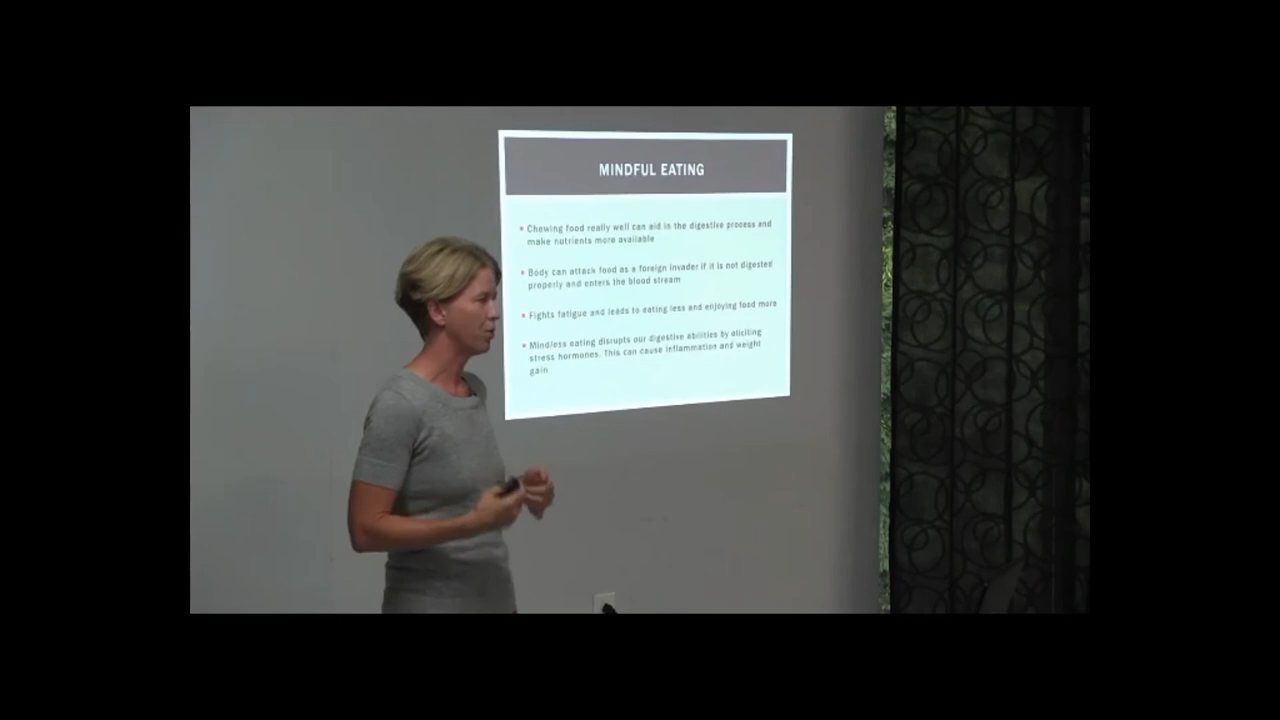 MINDFUL EATING
▪ Chewing food really well can aid in the digestive process and
make nutrients more available
▪ Body can attack food as a foreign invader if it is not digested
properly and enters the blood stream
▪ Fights fatigue and leads to eating less and enjoying food more
▪ Mindless eating disrupts our digestive abilities by eliciting
stress hormones. This can cause inflammation and weight
gain